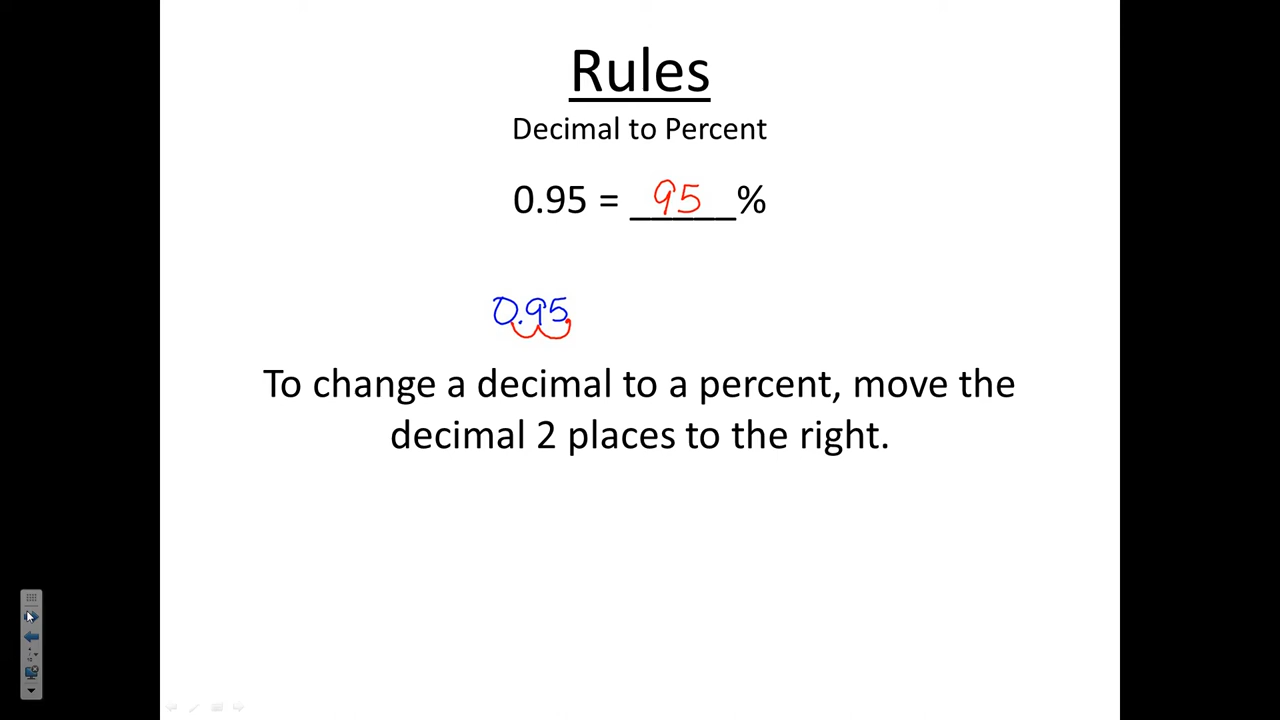 Rules
Decimal to Percent
0.95 = _____%
95
0.95
To change a decimal to a percent, move the
decimal 2 places to the right.